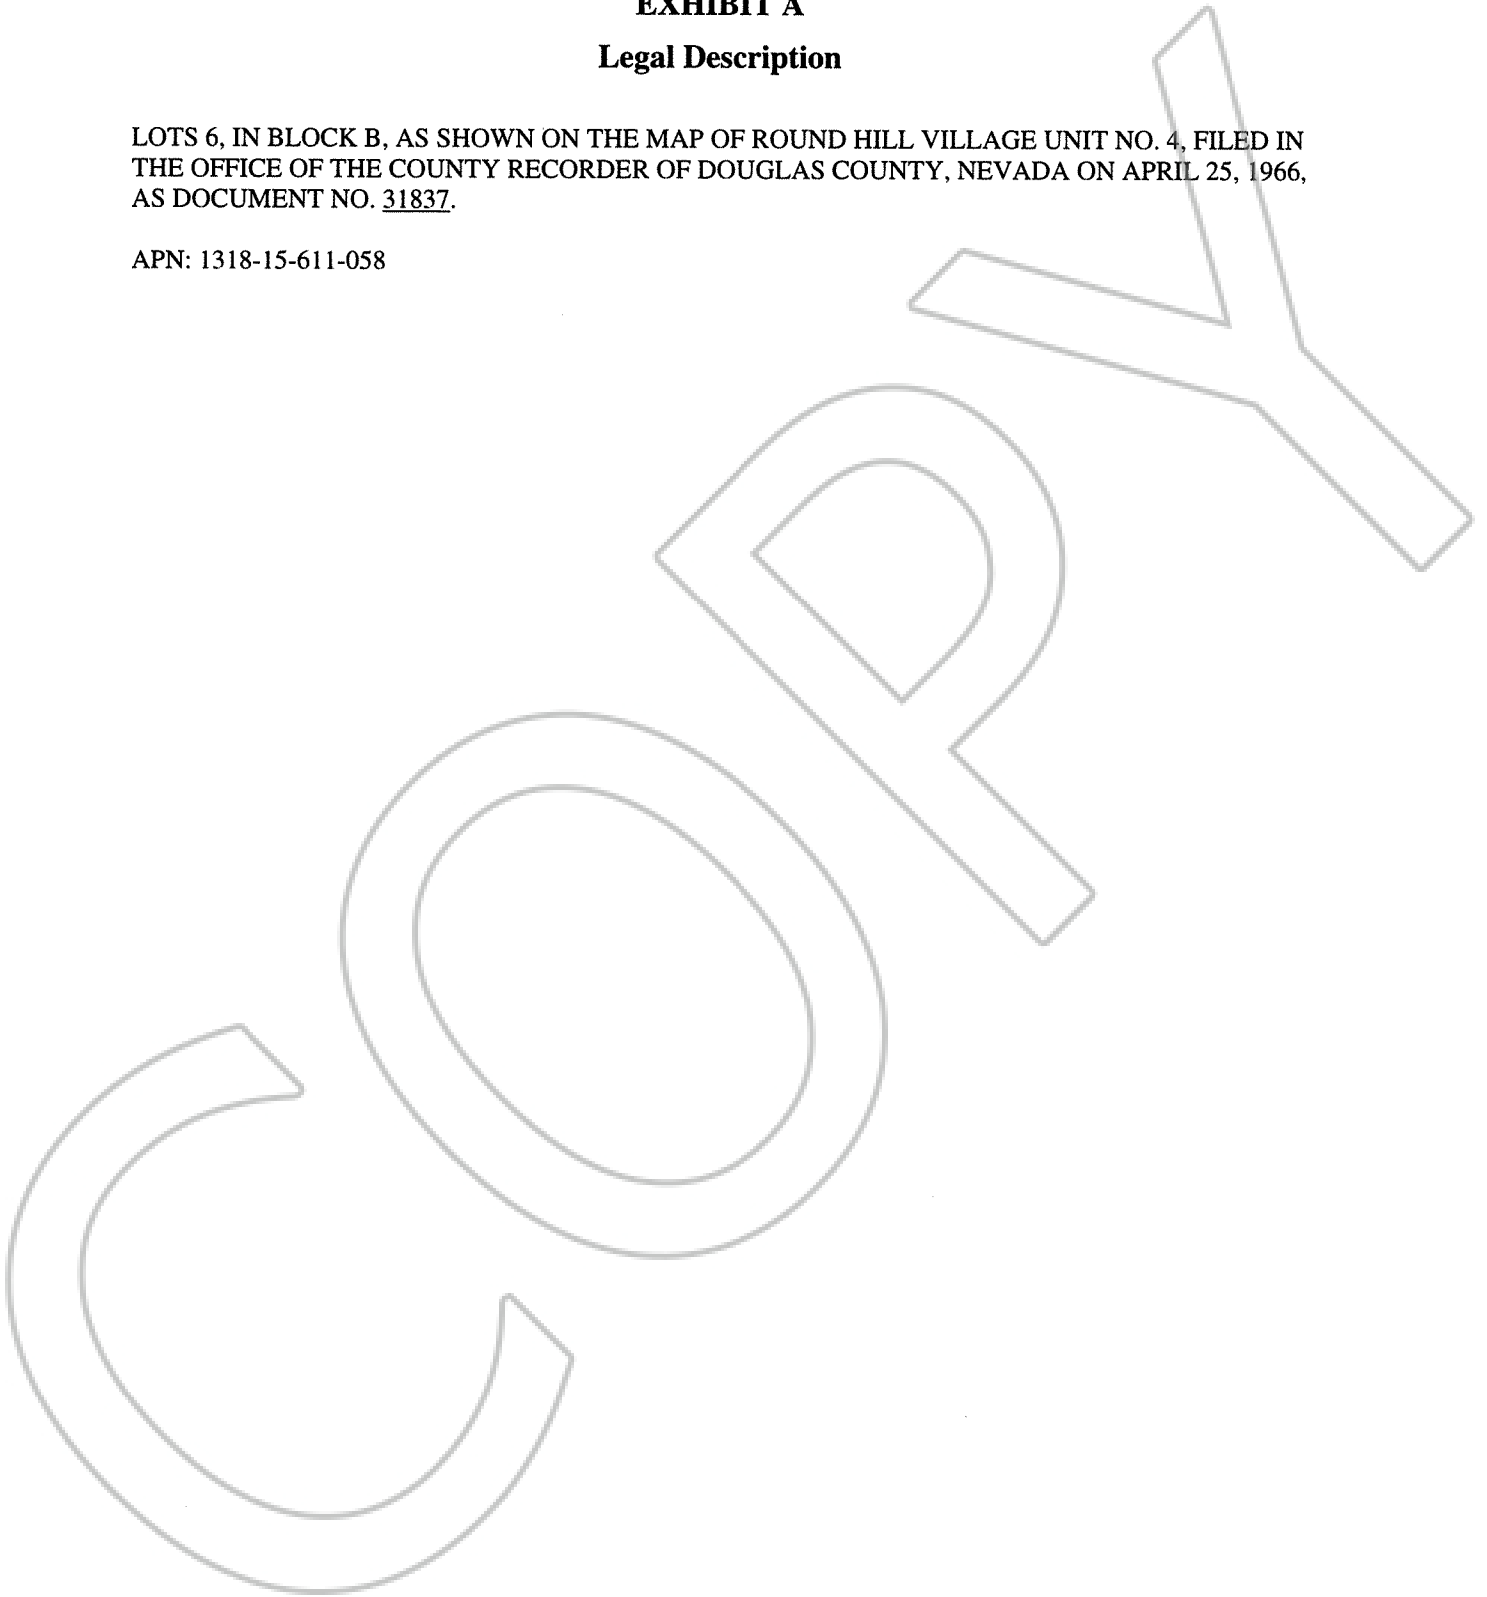 EXHIBIT A
Legal Description
LOTS 6, IN BLOCK B, AS SHOWN ON THE MAP OF ROUND HILL VILLAGE UNIT NO. 4, FILED IN
THE OFFICE OF THE COUNTY RECORDER OF DOUGLAS COUNTY, NEVADA ON APRIL 25, 1966,
AS DOCUMENT NO. 31837.
APN: 1318-15-611-058
COPY